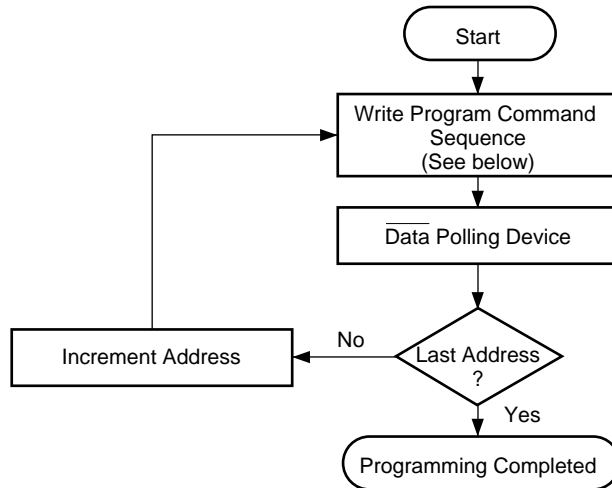 Start
Write Program Command
Sequence
(See below)
Data Polling Device
Increment Address
No
Last Address
?
Yes
Programming Completed